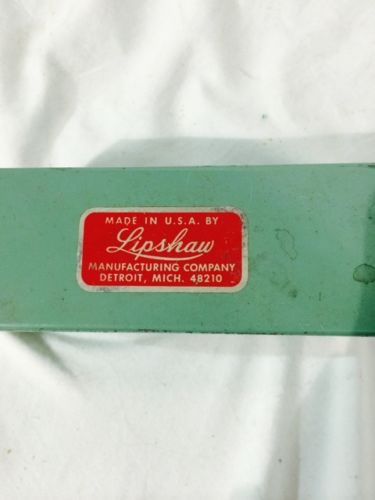 MADE IN U.S.A. BY
Lipshaw
MANUFACTURING COMPANY
DETROIT, MICH. 48210